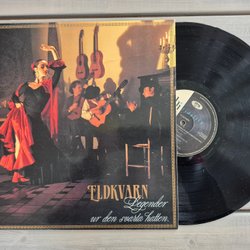 ELDKVARN
Legender
ur den svarta hatten.